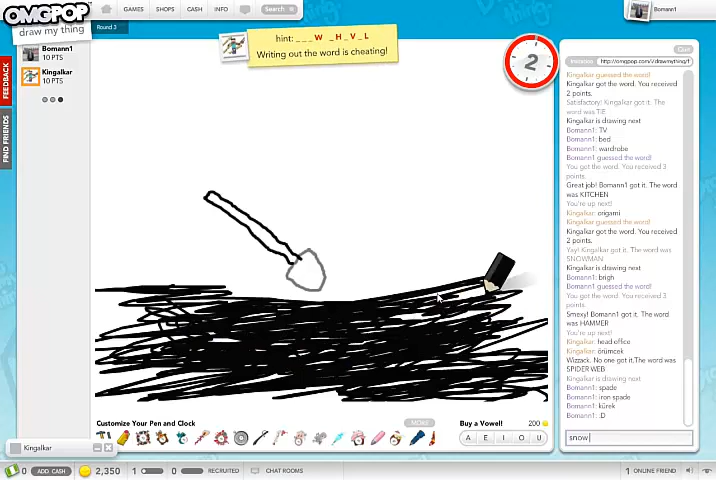 OMGPOP
draw my thing
GAMES
SHOPS
CASH
INFO
Search
Bomann1
Round 3
Bomann1
10 PTS
Kingalkar
10 PTS
FEEDBACK
FIND FRIENDS
hint: _ _ _ W _ H _ V _ L
Writing out the word is cheating!
2
Quit
http://omgpop.com/#/drawmything/f
Kingalkar guessed the word!
Kingalkar got the word. You received
2 points.
Satisfactory! Kingalkar got it. The
word was TIE
Kingalkar is drawing next
Bomann1: TV
Bomann1: bed
Bomann1: wardrobe
Bomann1 guessed the word!
You got the word. You received 3
points.
Great job! Bomann1 got it. The word
was KITCHEN
You're up next!
Kingalkar: origami
Kingalkar guessed the word!
Kingalkar got the word. You received
2 points.
Yay! Kingalkar got it. The word was
SNOWMAN
Kingalkar is drawing next
Bomann1: brigh
Bomann1 guessed the word!
You got the word. You received 3
points.
Smexy! Bomann1 got it. The word
was HAMMER
You're up next!
Kingalkar: head office
Kingalkar: örümcek
Wizzack. No one got it.The word was
SPIDER WEB
Kingalkar is drawing next
Bomann1: spade
Bomann1: iron spade
Bomann1: kürek
Bomann1: :D
snow
Customize Your Pen and Clock
MORE!
Buy a Vowel!
200
A E I O U
Kingalkar
0
ADD CASH
2,350
1
0
RECRUITED
CHAT ROOMS
1 ONLINE FRIEND